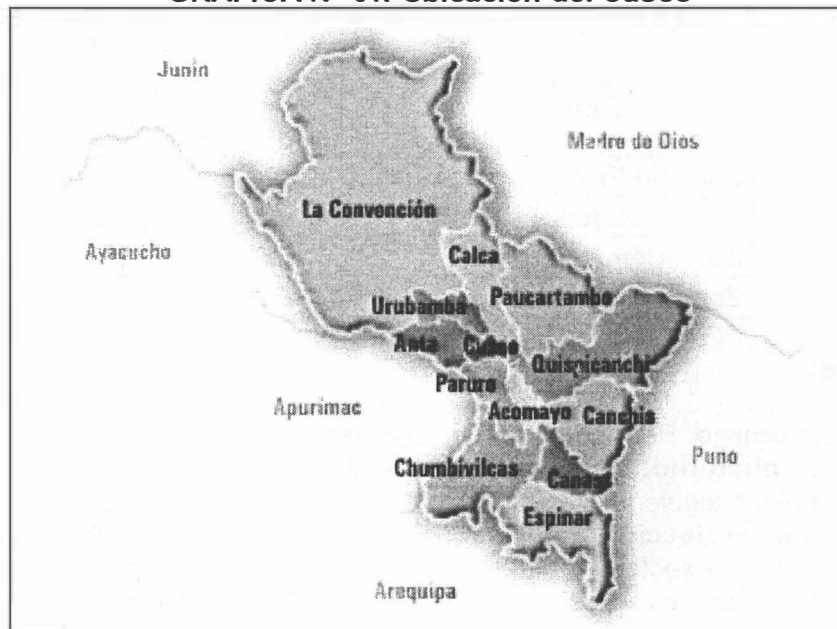 Junín
Madre de Dios
La Convención
Ayacucho
Calca
Paucartambo
Urubamba
Anta
Cusco
Quispicanchi
Paruro
Apurimac
Acomayo
Canchis
Puno
Chumbivilcas
Canas
Espinar
Arequipa